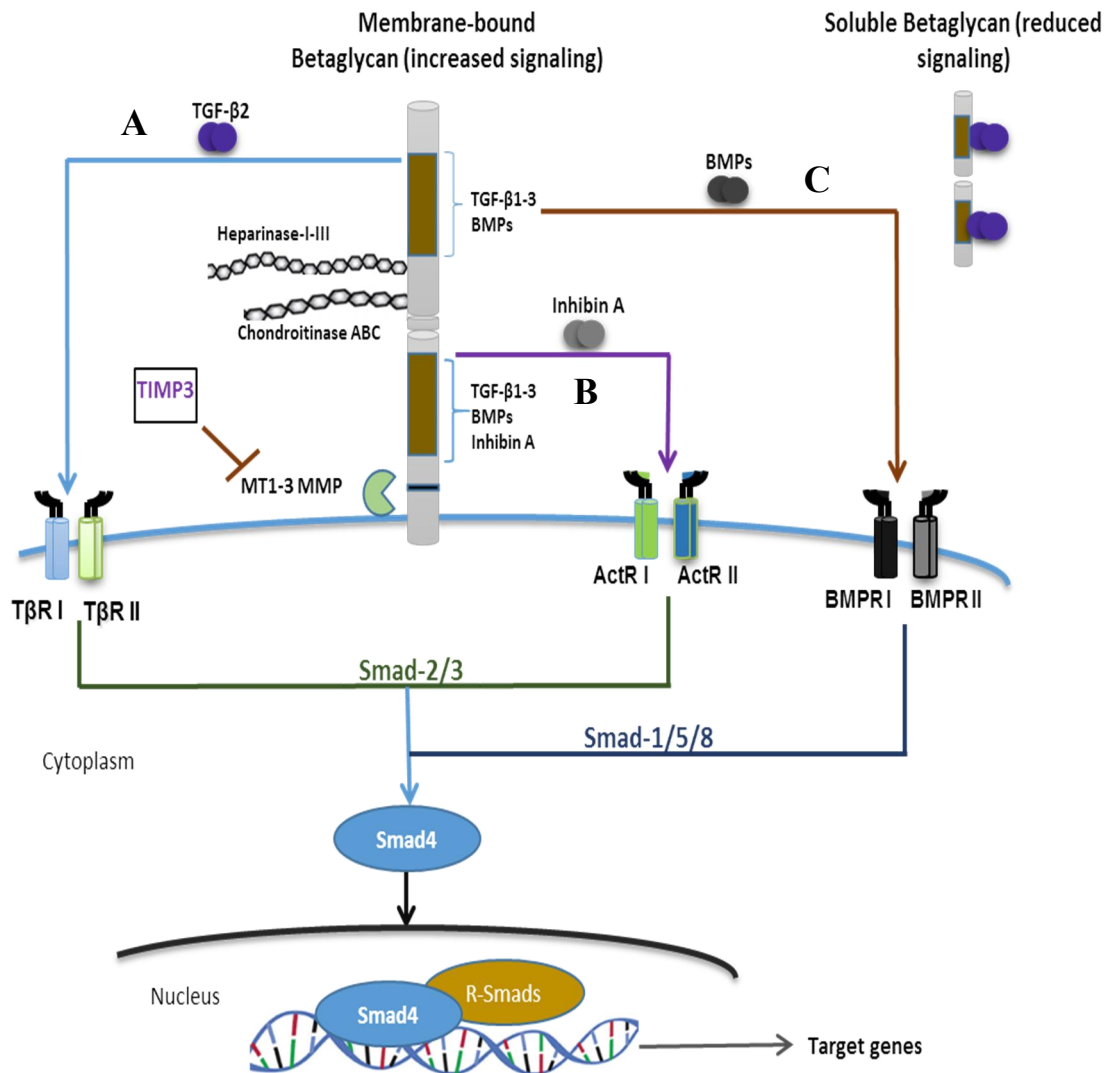 Membrane-bound
Betaglycan (increased signaling)
Soluble Betaglycan (reduced
signaling)
A
TGF-β2
BMPs
C
TGF-β1-3
BMPs
Heparinase-I-III
Chondroitinase ABC
Inhibin A
B
TIMP3
TGF-β1-3
BMPs
Inhibin A
MT1-3 MMP
TβR I
TβR II
ActR I
ActR II
BMPR I
BMPR II
Smad-2/3
Smad-1/5/8
Cytoplasm
Smad4
Nucleus
R-Smads
Smad4
Target genes